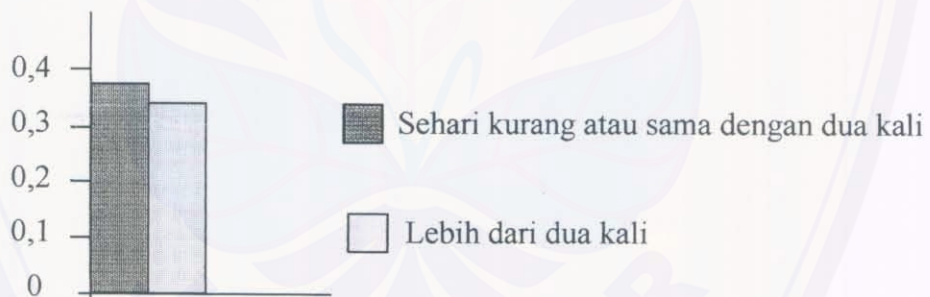 0,4
0,3
0,2
0,1
0
Sehari kurang atau sama dengan dua kali
Lebih dari dua kali